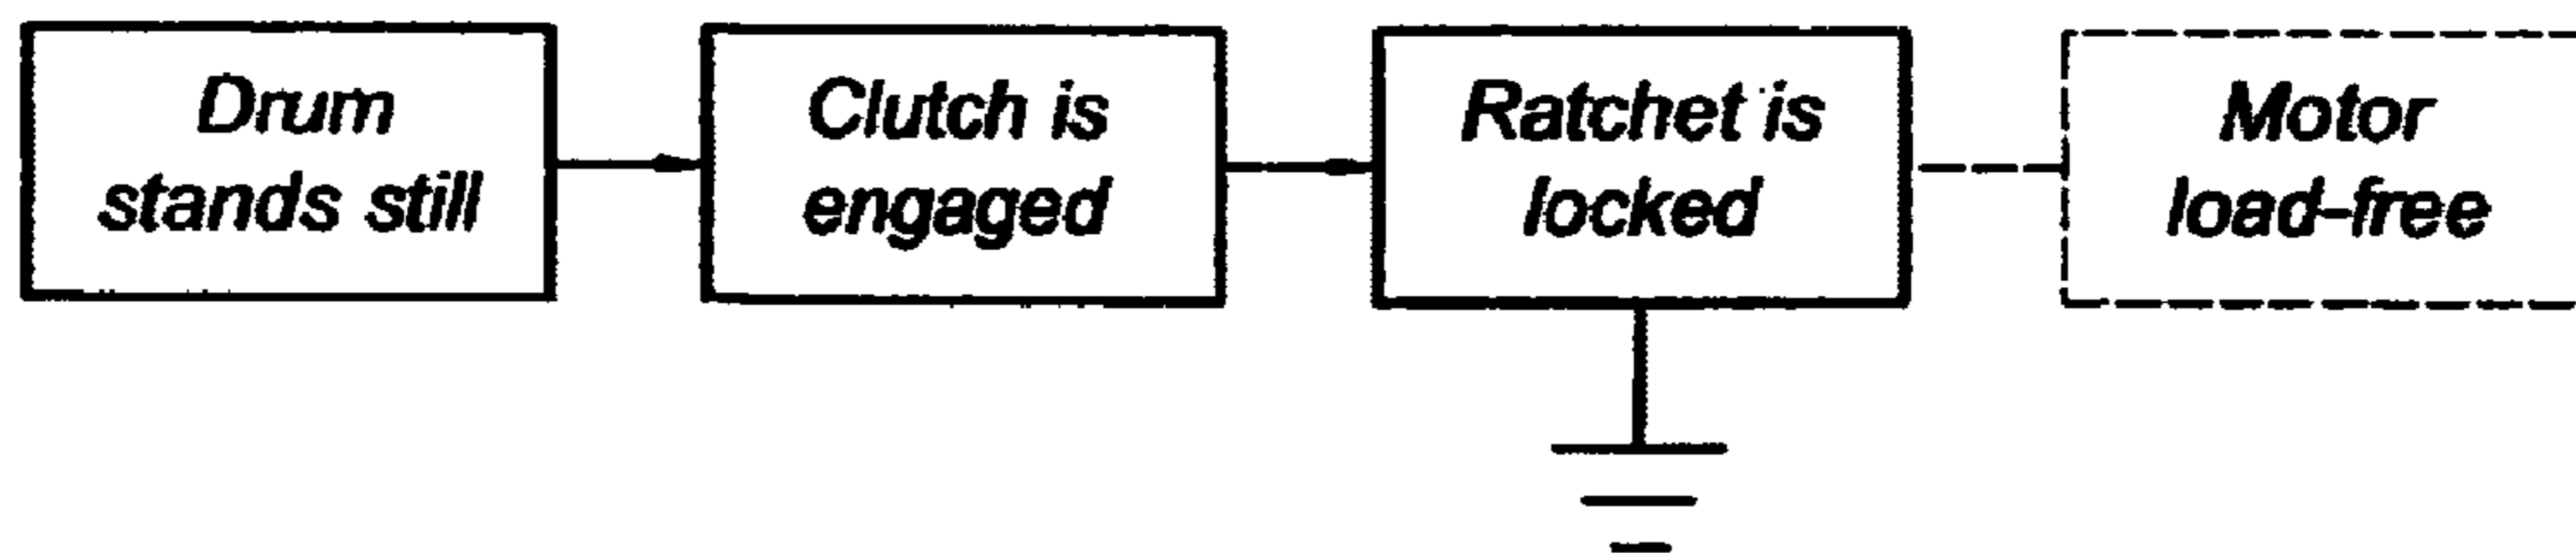 Drum
stands still
Clutch is
engaged
Ratchet is
locked
Motor
load-free